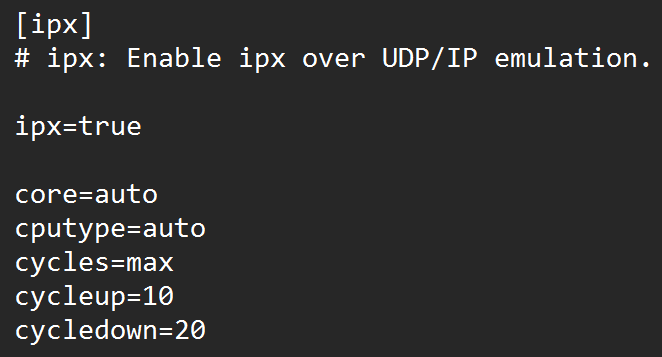 [ipx]
# ipx: Enable ipx over UDP/IP emulation.
ipx=true
core=auto
cputype=auto
cycles=max
cycleup=10
cycledown=20